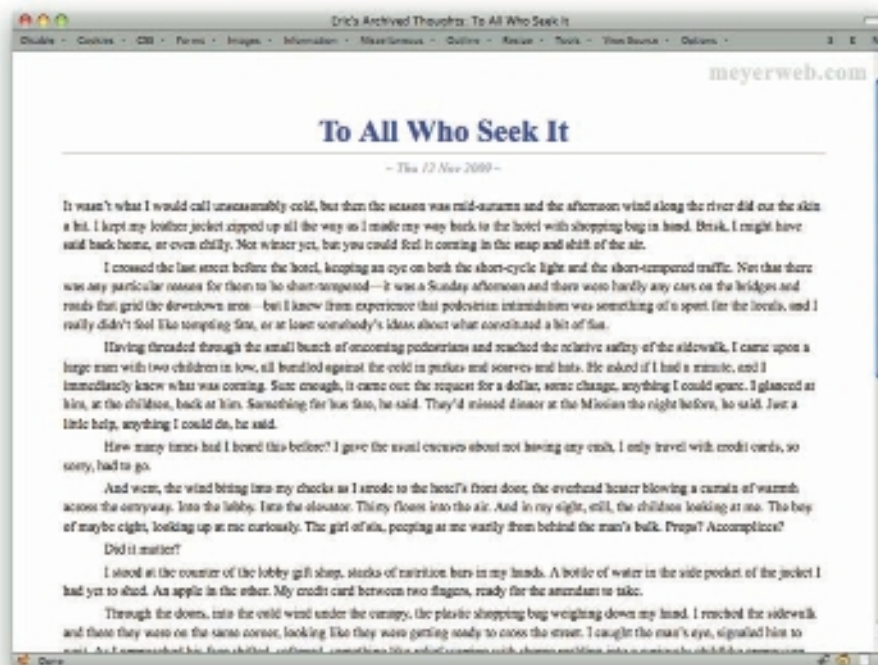 Eric's Archived Thoughts: To All Who Seek It
Disable Cookies CSS Forms Images Information Miscellaneous Outline Resize Tools View Source Options
meyerweb.com
To All Who Seek It
– Thu 12 Nov 2009 –
It wasn't what I would call unseasonably cold, but then the season was mid-autumn and the afternoon wind along the river did cut the skin
a bit. I kept my leather jacket zipped up all the way as I made my way back to the hotel with shopping bag in hand. Brisk, I might have
said back home, or even chilly. Not winter yet, but you could feel it coming in the snap and shift of the air.
I crossed the last street before the hotel, keeping an eye on both the short-cycle light and the short-tempered traffic. Not that there
was any particular reason for them to be short-tempered—it was a Sunday afternoon and there were hardly any cars on the bridges and
roads that grid the downtown area—but I knew from experience that pedestrian intimidation was something of a sport for the locals, and I
really didn't feel like tempting fate, or at least somebody's ideas about what constituted a bit of fun.
Having threaded through the small bunch of oncoming pedestrians and reached the relative safety of the sidewalk, I came upon a
large man with two children in tow, all bundled against the cold in parkas and scarves and hats. He asked if I had a minute, and I
immediately knew what was coming. Sure enough, it came out: the request for a dollar, some change, anything I could spare. I glanced at
him, at the children, back at him. Something for bus fare, he said. They'd missed dinner at the Mission the night before, he said. Just a
little help, anything I could do, he said.
How many times had I heard this before? I gave the usual excuses about not having any cash, I only travel with credit cards, so
sorry, had to go.
And went, the wind biting into my cheeks as I strode to the hotel's front door, the overhead heater blowing a curtain of warmth
across the entryway. Into the lobby. Into the elevator. Thirty floors into the air. And in my sight, still, the children looking at me. The boy
of maybe eight, looking up at me curiously. The girl of six, peeping at me warily from behind the man's bulk. Props? Accomplices?
Did it matter?
I stood at the counter of the lobby gift shop, stacks of nutrition bars in my hands. A bottle of water in the side pocket of the jacket I
had yet to shed. An apple in the other. My credit card between two fingers, ready for the attendant to take.
Through the doors, into the cold wind under the canopy, the plastic shopping bag weighing down my hand. I reached the sidewalk
and there they were on the same corner, looking like they were getting ready to cross the street. I caught the man's eye, signaled him to
Done